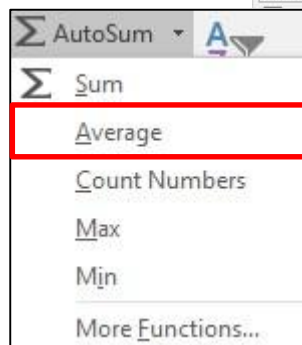 Σ AutoSum
A
Σ Sum
Average
Count Numbers
Max
Min
More Functions...